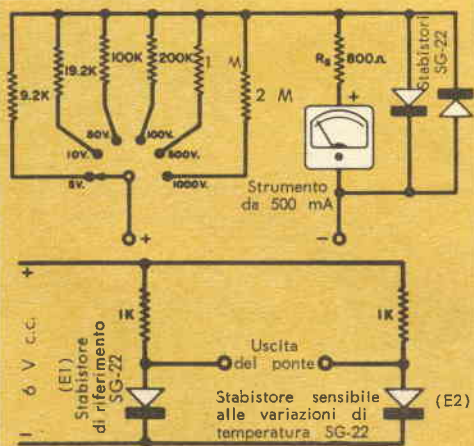 9.2K
19.2K
100K
200K
1 M
2 M
Rs
800Ω
+
Stabistori
SG-22
50V.
100V.
10V.
500V.
5V.
1000V.
Strumento
da 500 mA
+
−
+
6 V c.c.
−
1K
1K
(E1)
Stabistore
di riferimento
SG-22
Uscita
del ponte
Stabistore sensibile
alle variazioni di
temperatura SG-22
(E2)